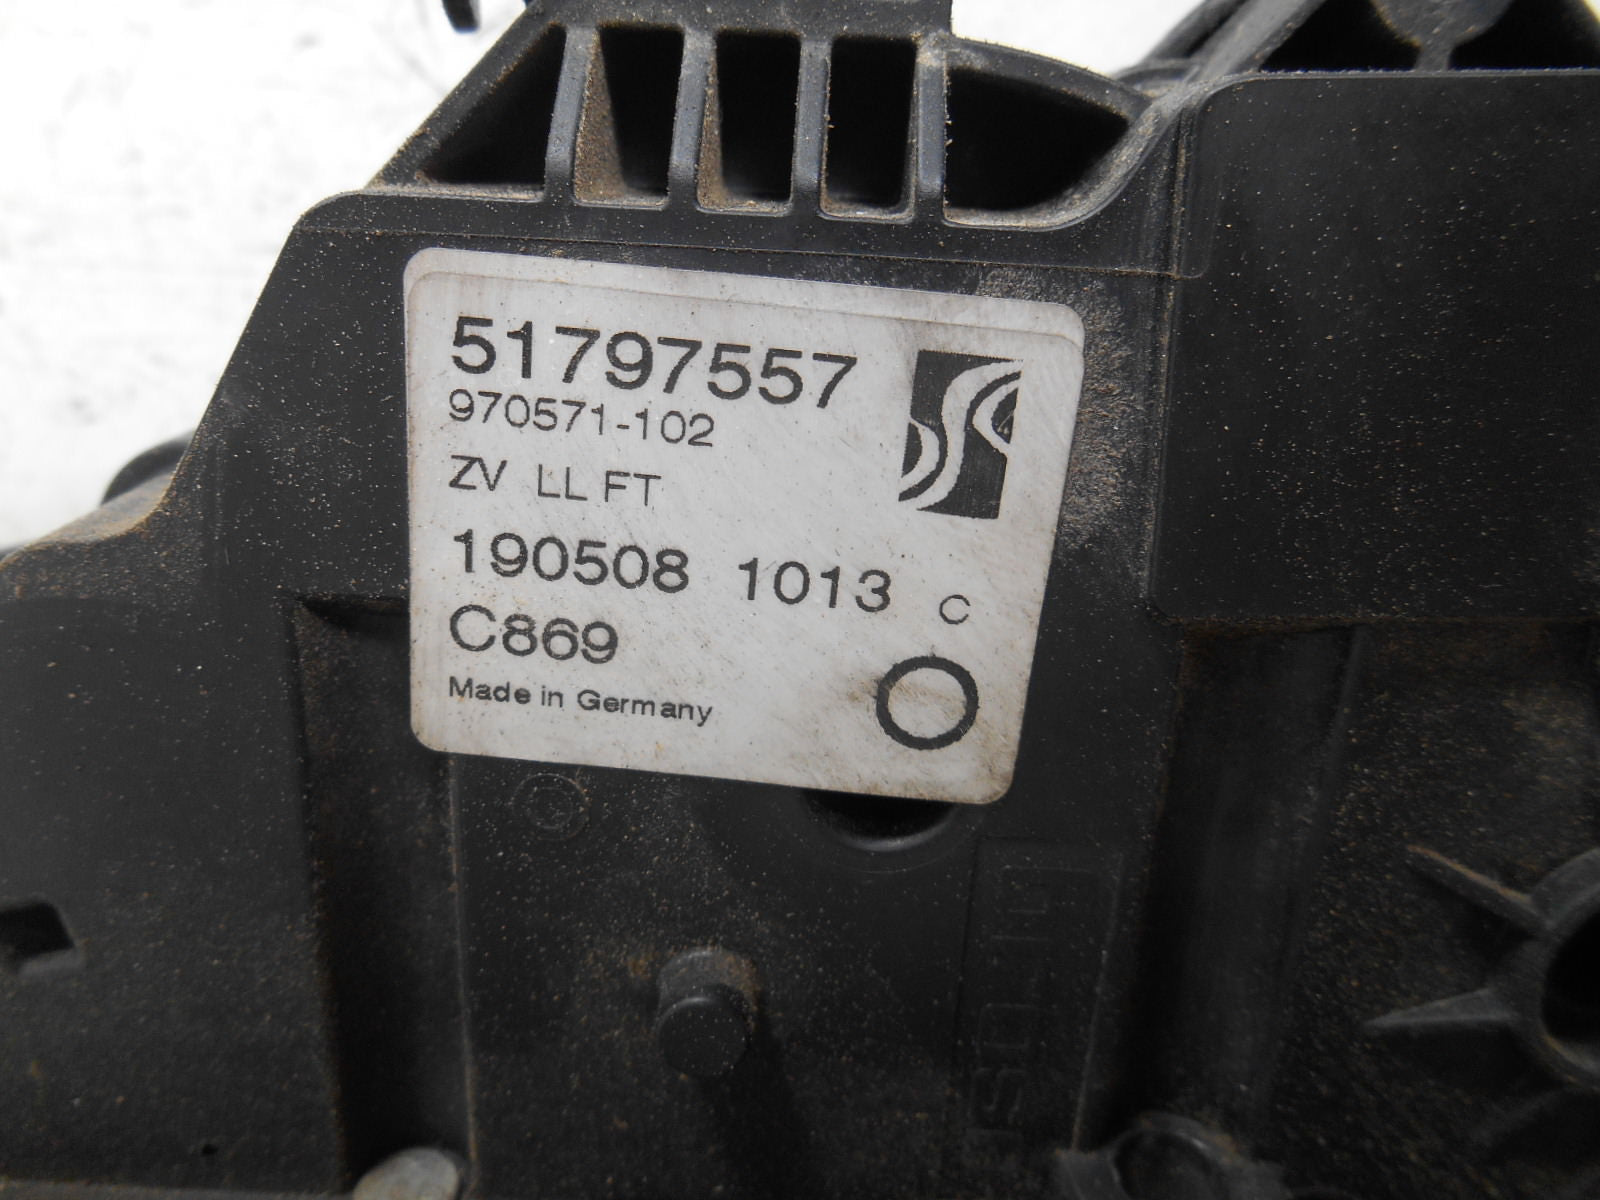 51797557
970571-102
ZV LL FT
190508 1013 C
C869
Made in Germany